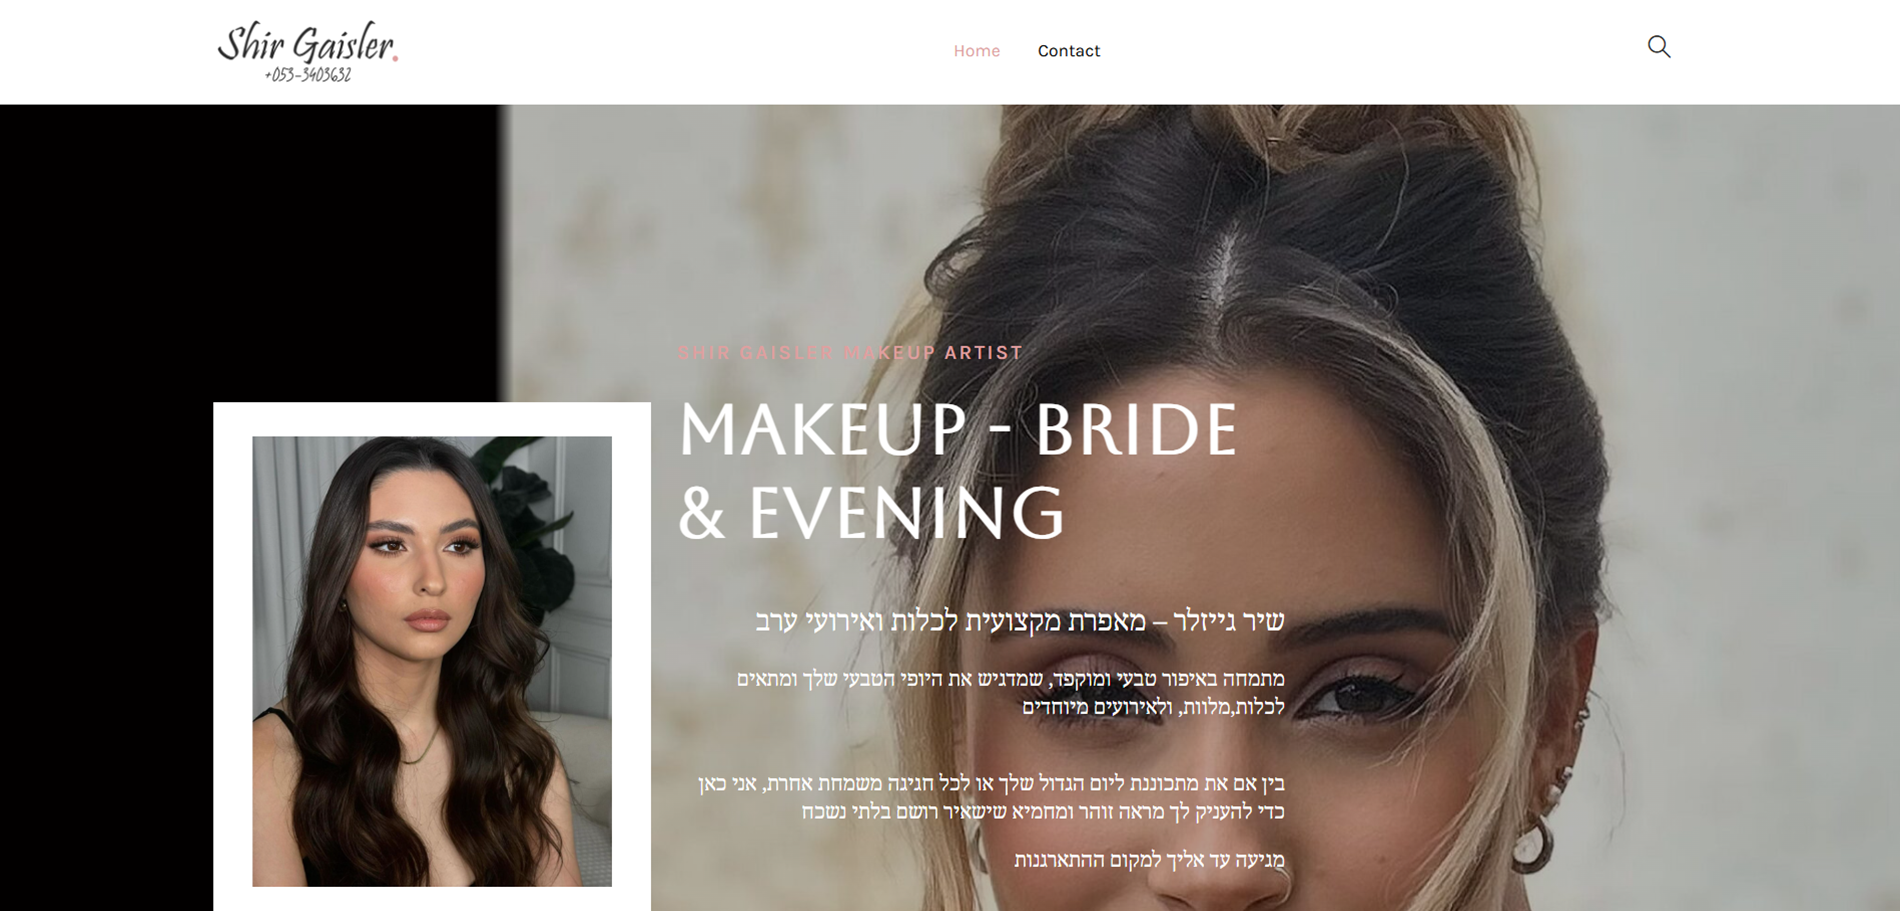 Shir Gaisler.
+053-3403632
Home
Contact
SHIR GAISLER MAKEUP ARTIST
MAKEUP - BRIDE
& EVENING
שיר גייזלר – מאפרת מקצועית לכלות ואירועי ערב
מתמחה באיפור טבעי ומוקפד, שמדגיש את היופי הטבעי שלך ומתאים
לכלות,מלוות, ולאירועים מיוחדים
בין אם את מתכוננת ליום הגדול שלך או לכל חגיגה משמחת אחרת, אני כאן
כדי להעניק לך מראה זוהר ומחמיא שישאיר רושם בלתי נשכח
מגיעה עד אליך למקום ההתארגנות